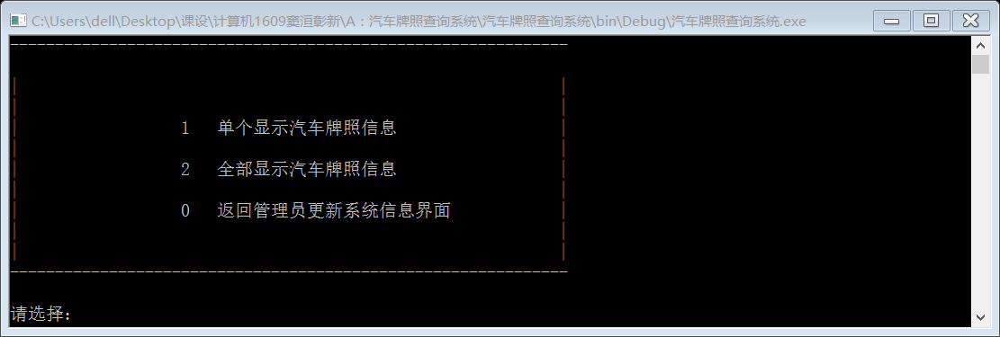 C:\Users\dell\Desktop\课设\计算机1609窦洹彰新\A：汽车牌照查询系统\汽车牌照查询系统\bin\Debug\汽车牌照查询系统.exe
1 单个显示汽车牌照信息
2 全部显示汽车牌照信息
0 返回管理员更新系统信息界面
请选择：